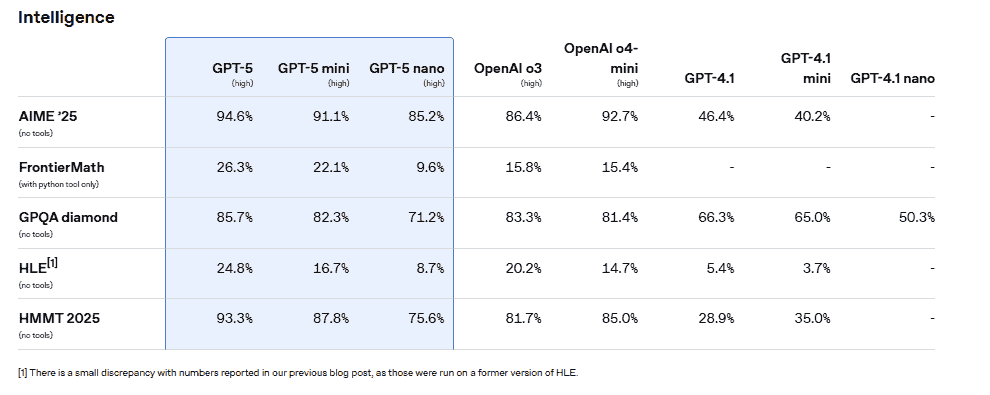 Intelligence
GPT-5 (high) GPT-5 mini (high) GPT-5 nano (high) OpenAI o3 (high) OpenAI o4-mini (high) GPT-4.1 GPT-4.1 mini GPT-4.1 nano
AIME '25 (no tools) 94.6% 91.1% 85.2% 86.4% 92.7% 46.4% 40.2% -
FrontierMath (with python tool only) 26.3% 22.1% 9.6% 15.8% 15.4% - - -
GPQA diamond (no tools) 85.7% 82.3% 71.2% 83.3% 81.4% 66.3% 65.0% 50.3%
HLE[1] (no tools) 24.8% 16.7% 8.7% 20.2% 14.7% 5.4% 3.7% -
HMMT 2025 (no tools) 93.3% 87.8% 75.6% 81.7% 85.0% 28.9% 35.0% -
[1] There is a small discrepancy with numbers reported in our previous blog post, as those were run on a former version of HLE.